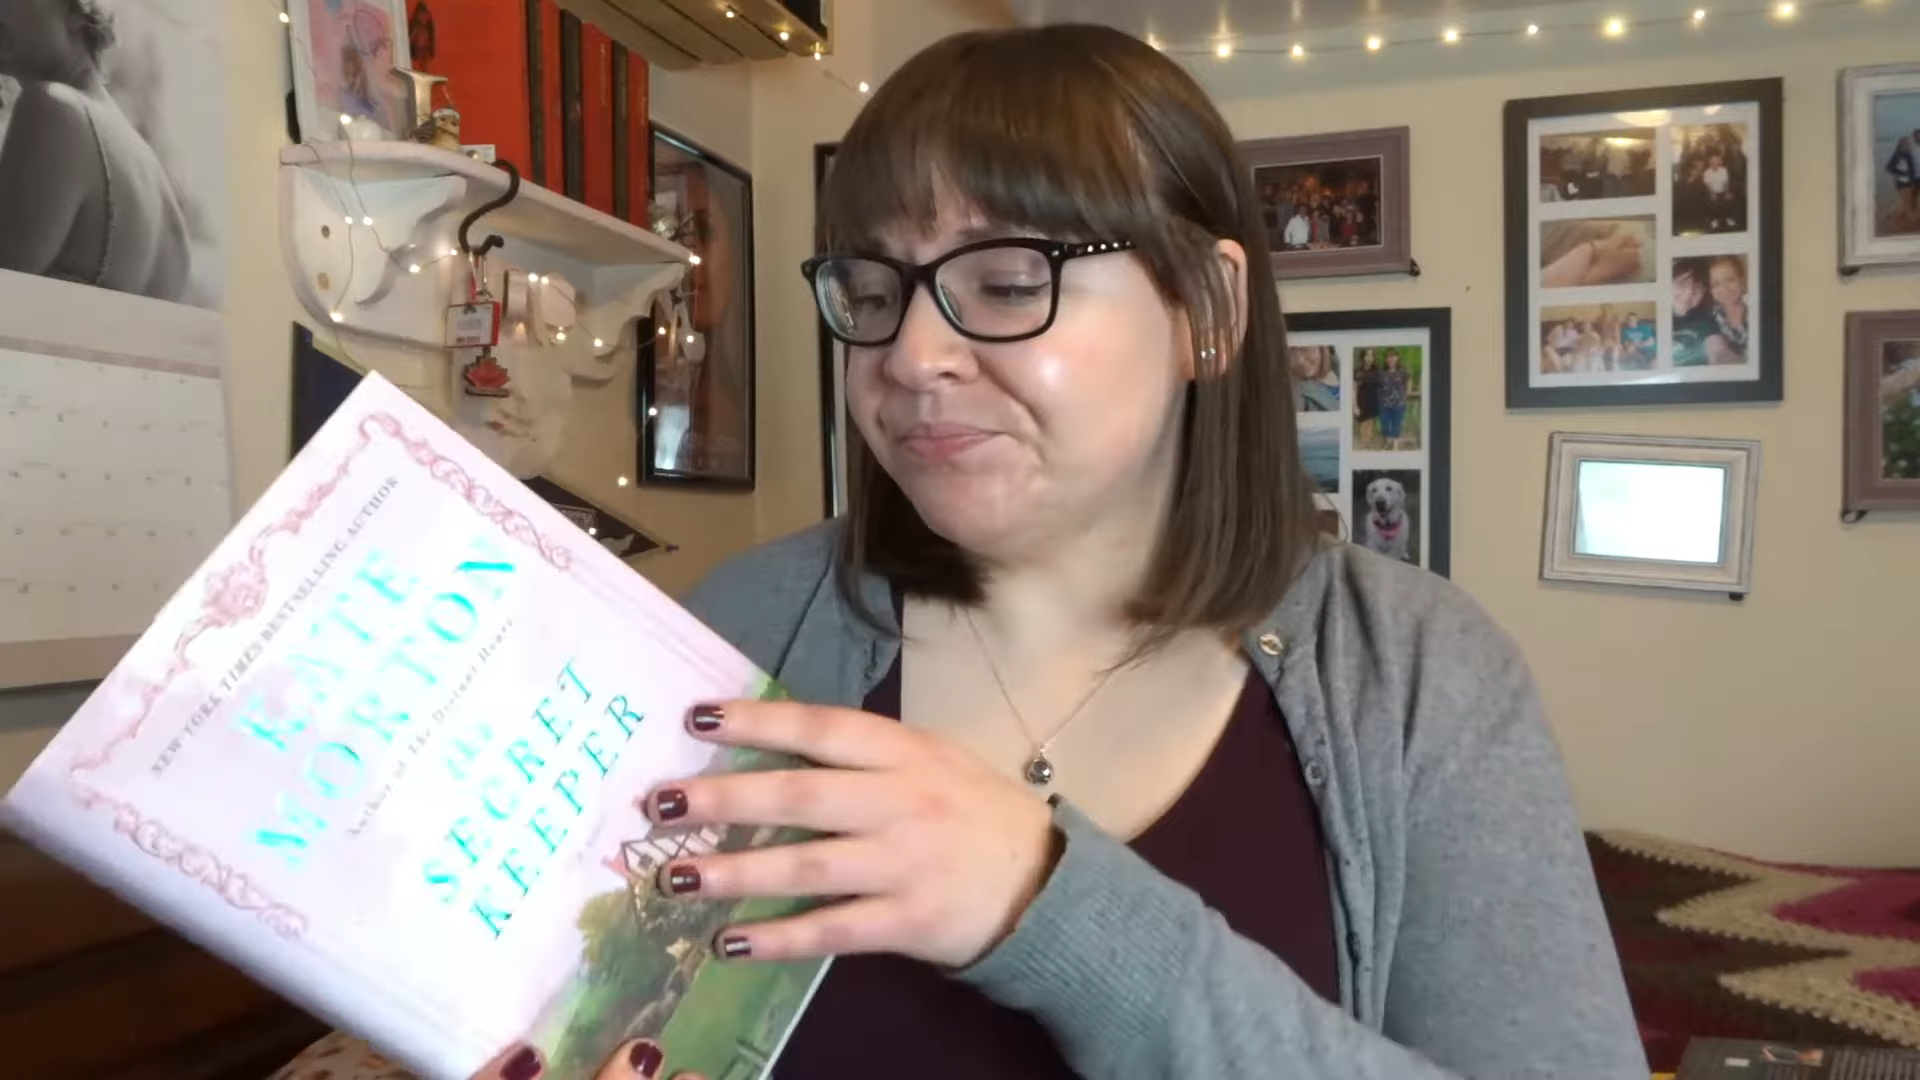 NEW YORK TIMES BESTSELLING AUTHOR
KATE
MORTON
Author of The Distant Hours
The
SECRET
KEEPER